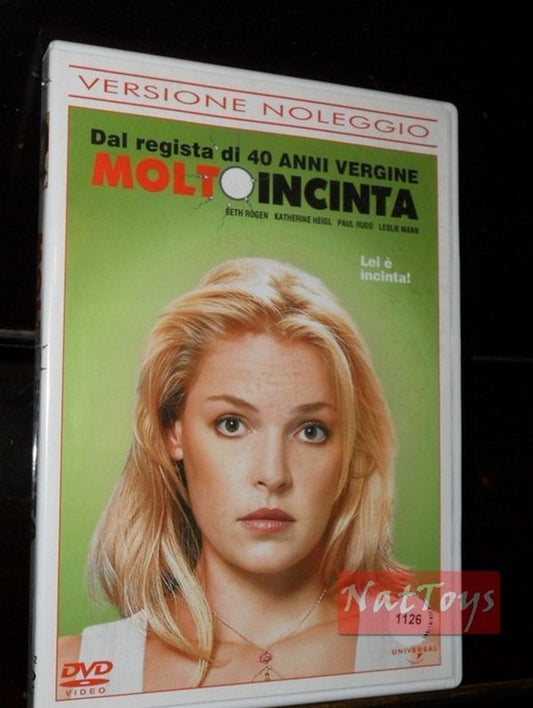 VERSIONE NOLEGGIO
Dal regista di 40 ANNI VERGINE
MOLTO INCINTA
SETH ROGEN KATHERINE HEIGL PAUL RUDD LESLIE MANN
Lei è
incinta!
NatToys
1126
UNIVERSAL
DVD
VIDEO